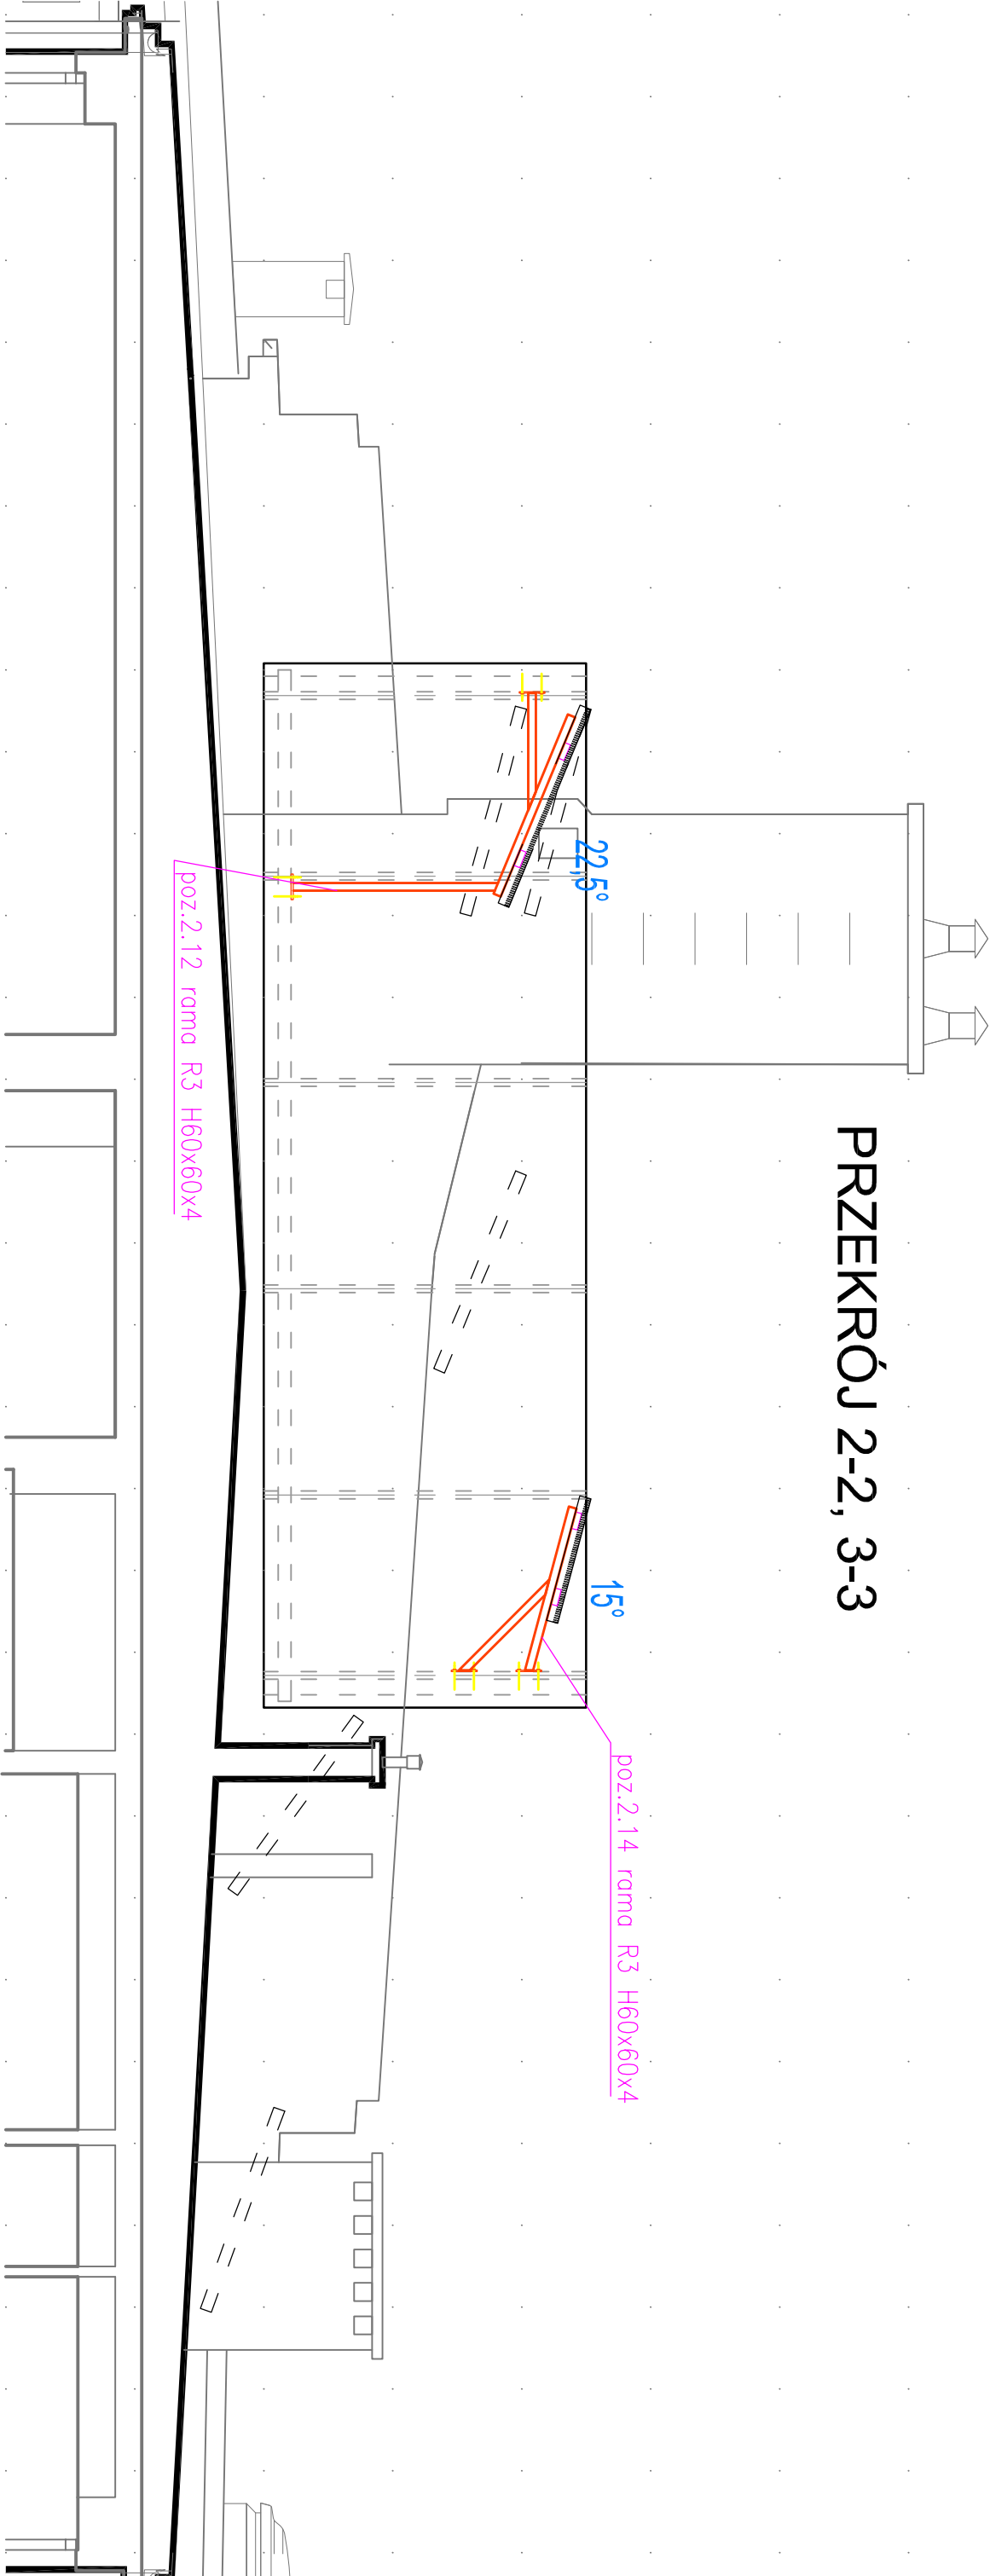 PRZEKRÓJ 2-2, 3-3
22,5°
15°
poz.2.12 rama R3 H60x60x4
poz.2.14 rama R3 H60x60x4